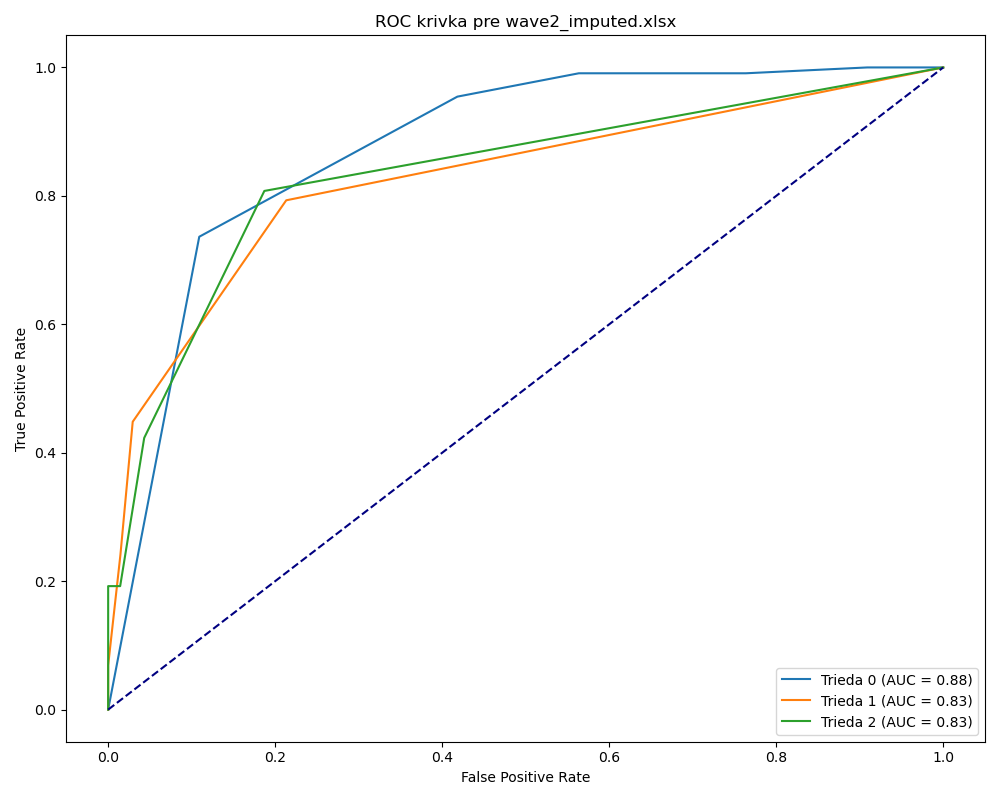 ROC krivka pre wave2_imputed.xlsx
True Positive Rate
1.0
0.8
0.6
0.4
0.2
0.0
0.0 0.2 0.4 0.6 0.8 1.0
False Positive Rate
Trieda 0 (AUC = 0.88)
Trieda 1 (AUC = 0.83)
Trieda 2 (AUC = 0.83)